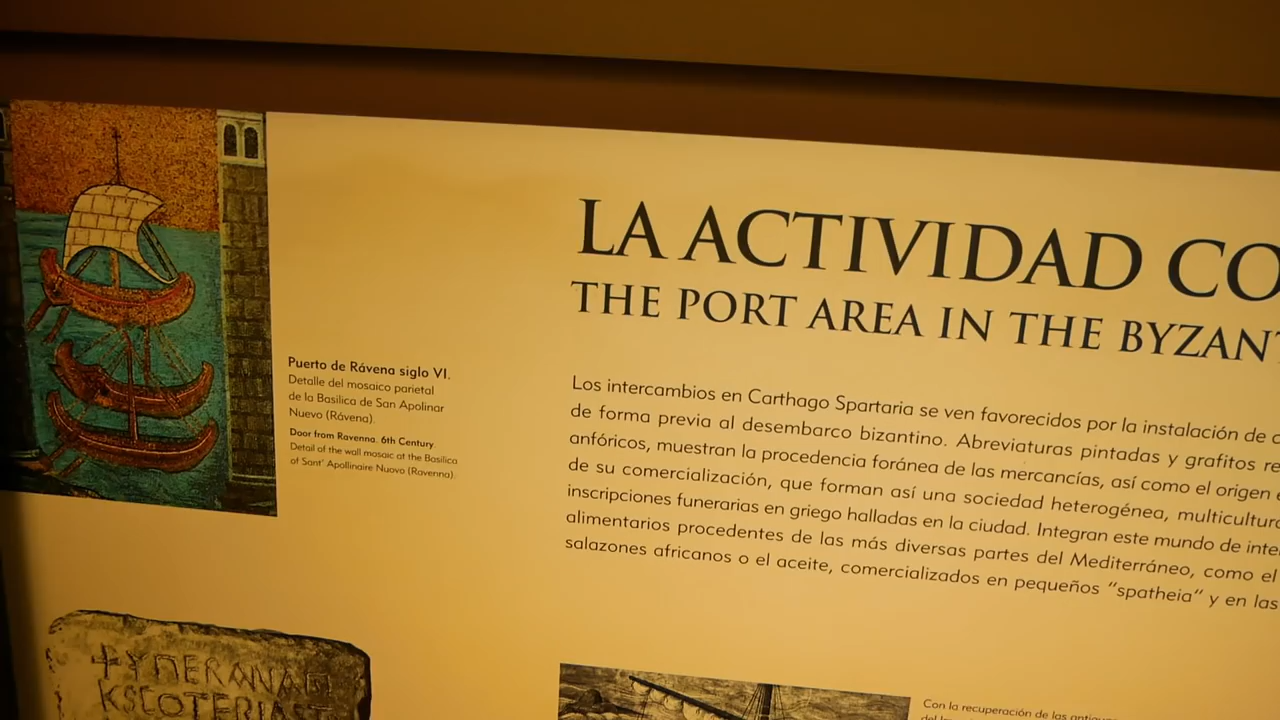 LA ACTIVIDAD CO
THE PORT AREA IN THE BYZANT
Puerto de Rávena siglo VI.
Detalle del mosaico parietal
de la Basílica de San Apolinar
Nuevo (Rávena).
Door from Ravenna. 6th Century.
Detail of the wall mosaic at the Basilica
of Sant' Apollinaire Nuovo (Ravenna).
Los intercambios en Carthago Spartaria se ven favorecidos por la instalación de
de forma previa al desembarco bizantino. Abreviaturas pintadas y grafitos re
anfóricos, muestran la procedencia foránea de las mercancías, así como el origen
de su comercialización, que forman así una sociedad heterogénea, multicultura
inscripciones funerarias en griego halladas en la ciudad. Integran este mundo de inte
alimentarios procedentes de las más diversas partes del Mediterráneo, como el
salazones africanos o el aceite, comercializados en pequeños "spatheia" y en las
Con la recuperación de las